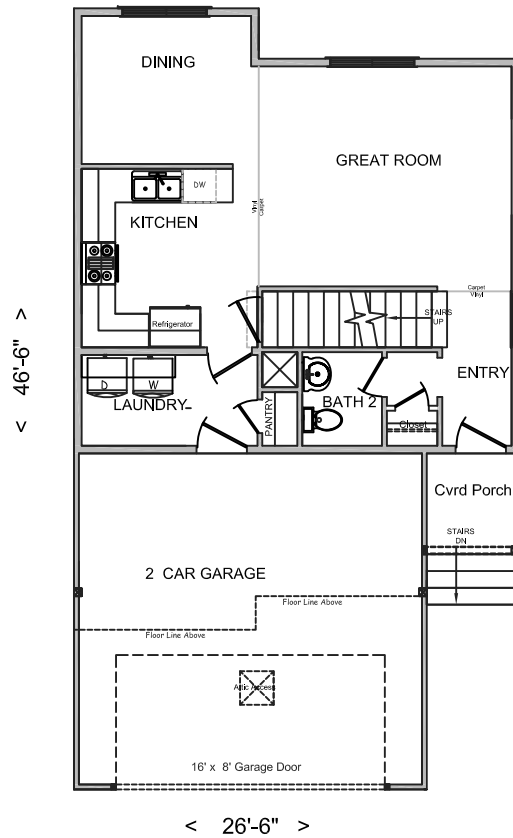 DINING
GREAT ROOM
DW
KITCHEN
Vinyl
Carpet
Carpet
Vinyl
Refrigerator
STAIRS
UP
< 46'-6" >
ENTRY
D
W
LAUNDRY
PANTRY
BATH 2
Closet
Cvrd Porch
STAIRS
DN
2 CAR GARAGE
Floor Line Above
Floor Line Above
Attic Access
16' x 8' Garage Door
< 26'-6" >